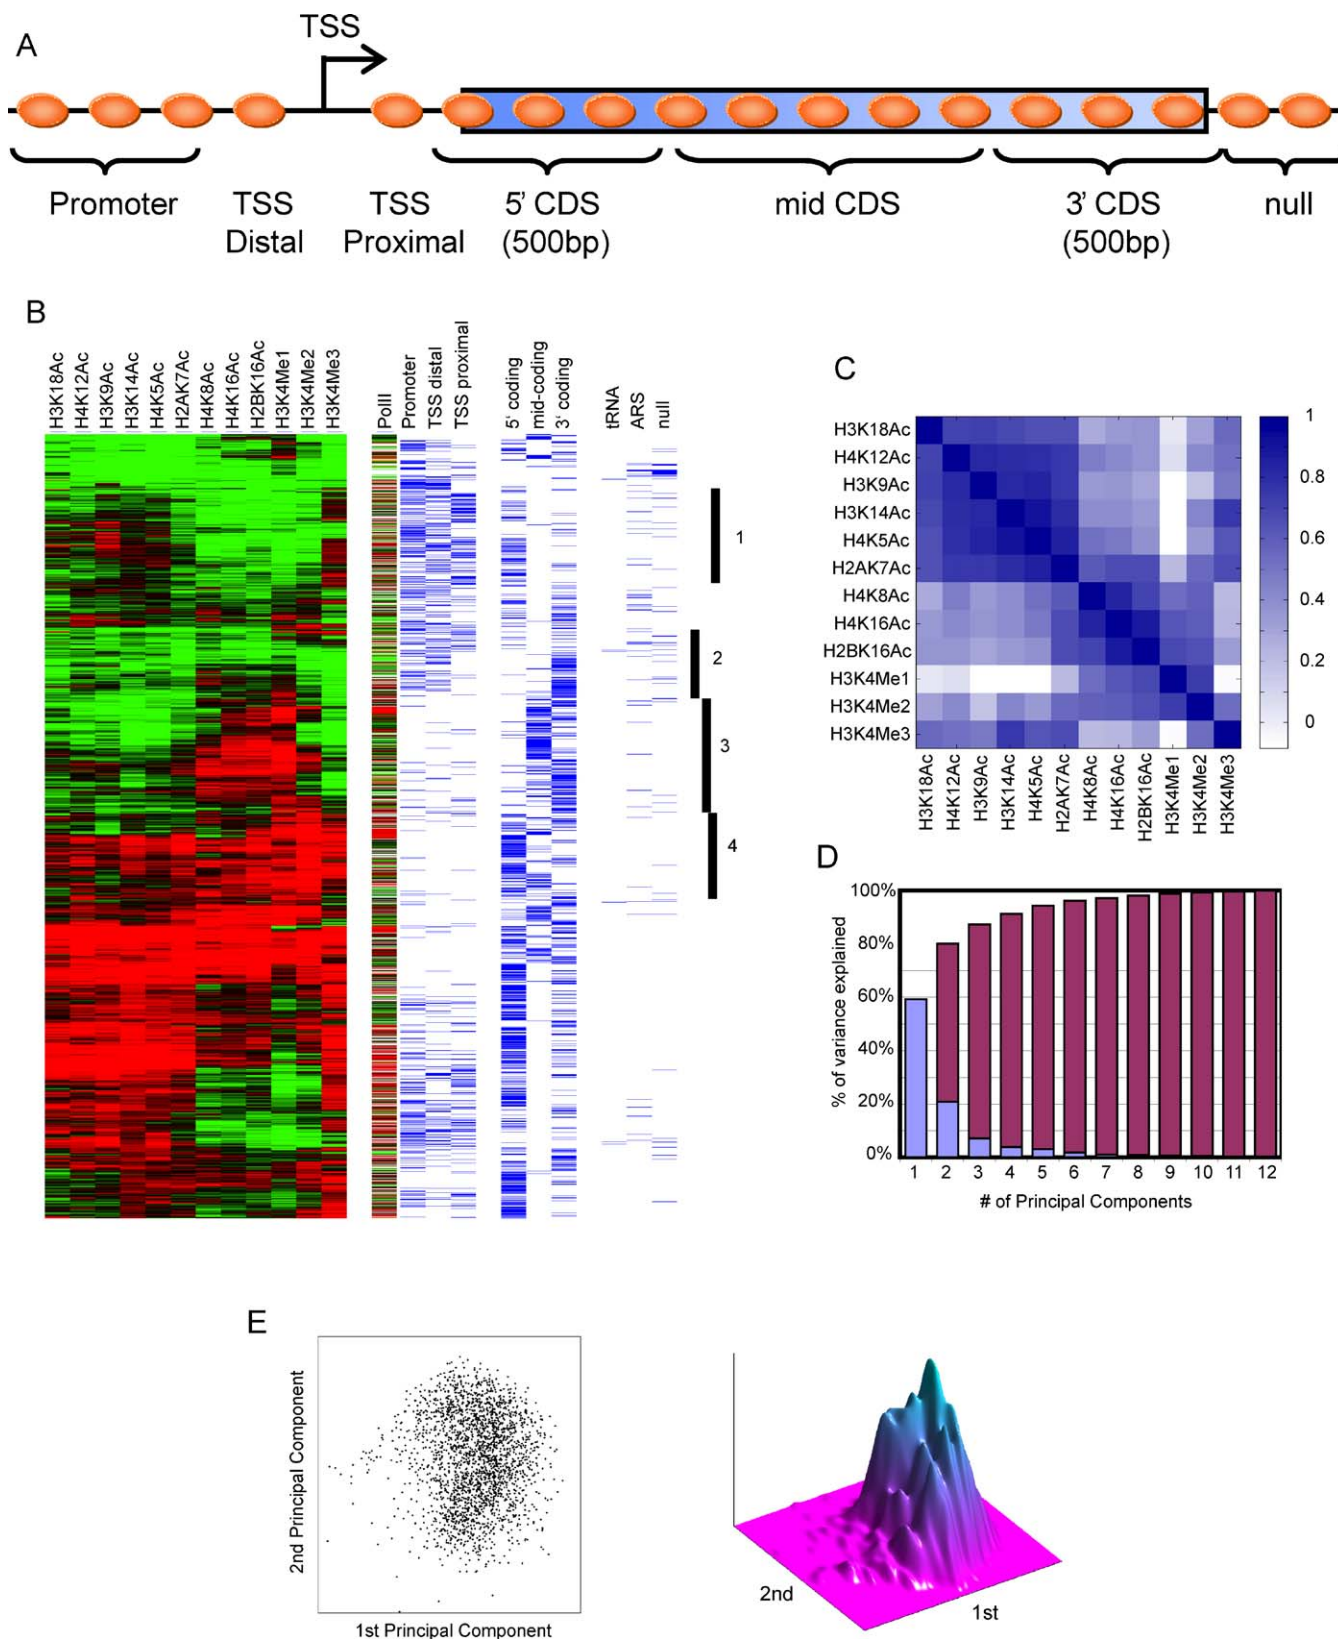 A
TSS
Promoter
TSS
Distal
TSS
Proximal
5' CDS
(500bp)
mid CDS
3' CDS
(500bp)
null
B
H3K18Ac
H4K12Ac
H3K9Ac
H3K14Ac
H4K5Ac
H2AK7Ac
H4K8Ac
H4K16Ac
H2BK16Ac
H3K4Me1
H3K4Me2
H3K4Me3
PolII
Promoter
TSS distal
TSS proximal
5' coding
mid-coding
3' coding
tRNA
ARS
null
1
2
3
4
C
H3K18Ac
H4K12Ac
H3K9Ac
H3K14Ac
H4K5Ac
H2AK7Ac
H4K8Ac
H4K16Ac
H2BK16Ac
H3K4Me1
H3K4Me2
H3K4Me3
H3K18Ac
H4K12Ac
H3K9Ac
H3K14Ac
H4K5Ac
H2AK7Ac
H4K8Ac
H4K16Ac
H2BK16Ac
H3K4Me1
H3K4Me2
H3K4Me3
1
0.8
0.6
0.4
0.2
0
D
% of variance explained
100%
80%
60%
40%
20%
0%
1 2 3 4 5 6 7 8 9 10 11 12
# of Principal Components
E
2nd Principal Component
1st Principal Component
2nd
1st